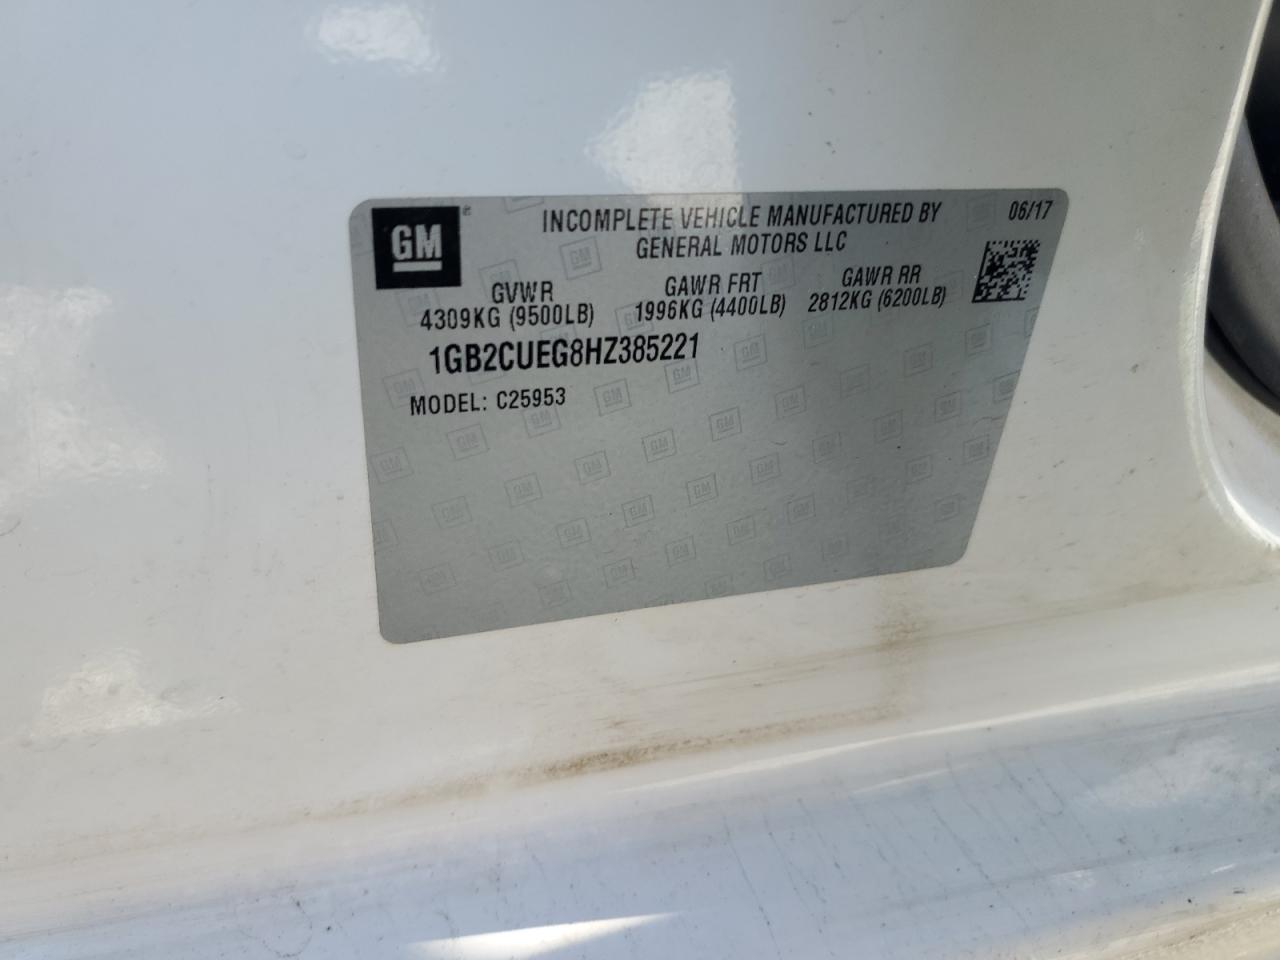 GM
INCOMPLETE VEHICLE MANUFACTURED BY
GENERAL MOTORS LLC
06/17
GVWR
4309KG (9500LB)
GAWR FRT
1996KG (4400LB)
GAWR RR
2812KG (6200LB)
1GB2CUEG8HZ385221
MODEL: C25953